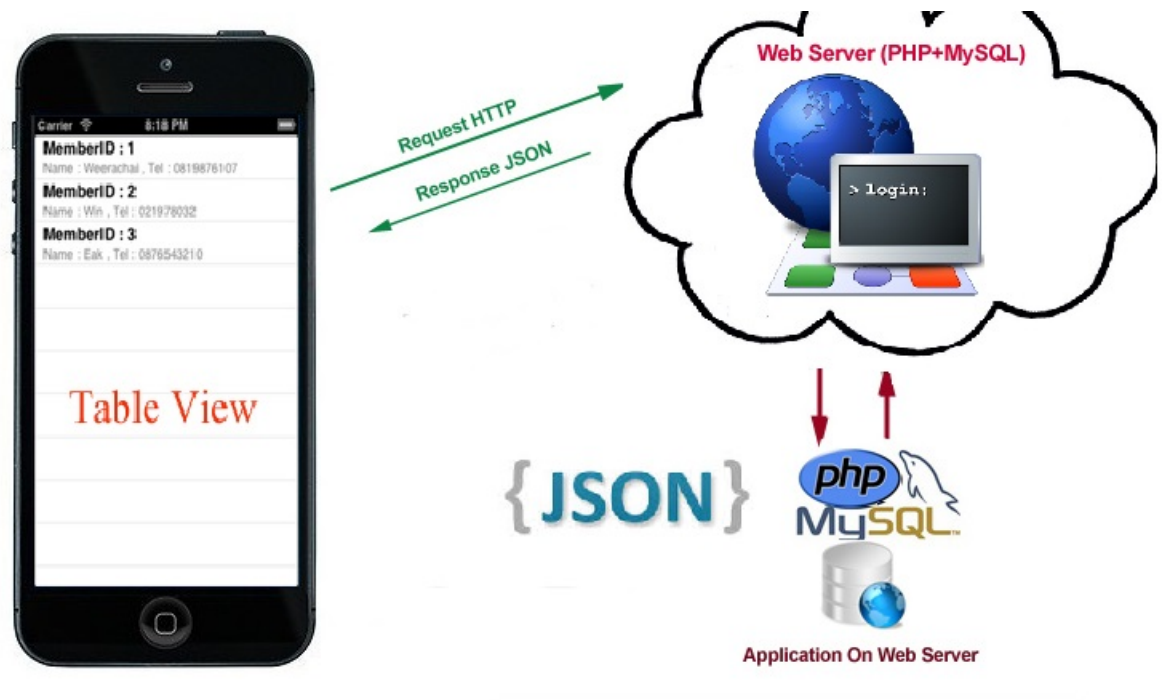 Carrier 8:18 PM
MemberID : 1
Name : Weerachai , Tel : 0819876107
MemberID : 2
Name : Win , Tel : 021978032
MemberID : 3
Name : Eak , Tel : 0876543210
Table View
Request HTTP
Response JSON
Web Server (PHP+MySQL)
> login:
{JSON}
php
MySQL™
Application On Web Server